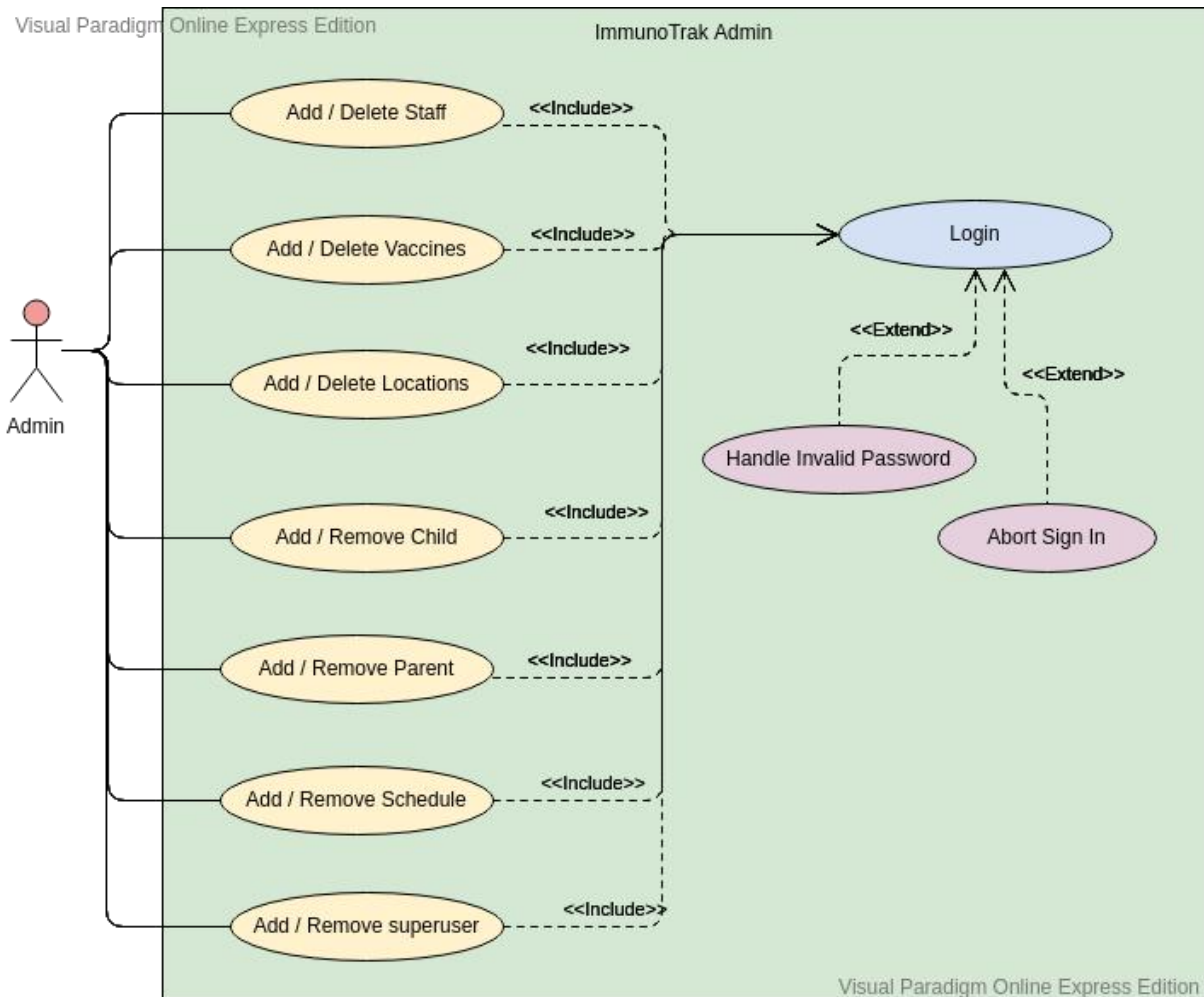 Visual Paradigm Online Express Edition
ImmunoTrak Admin
Add / Delete Staff
<<Include>>
Add / Delete Vaccines
<<Include>>
Login
Add / Delete Locations
<<Include>>
<<Extend>>
<<Extend>>
Admin
Handle Invalid Password
Add / Remove Child
<<Include>>
Abort Sign In
Add / Remove Parent
<<Include>>
Add / Remove Schedule
<<Include>>
Add / Remove superuser
<<Include>>
Visual Paradigm Online Express Edition